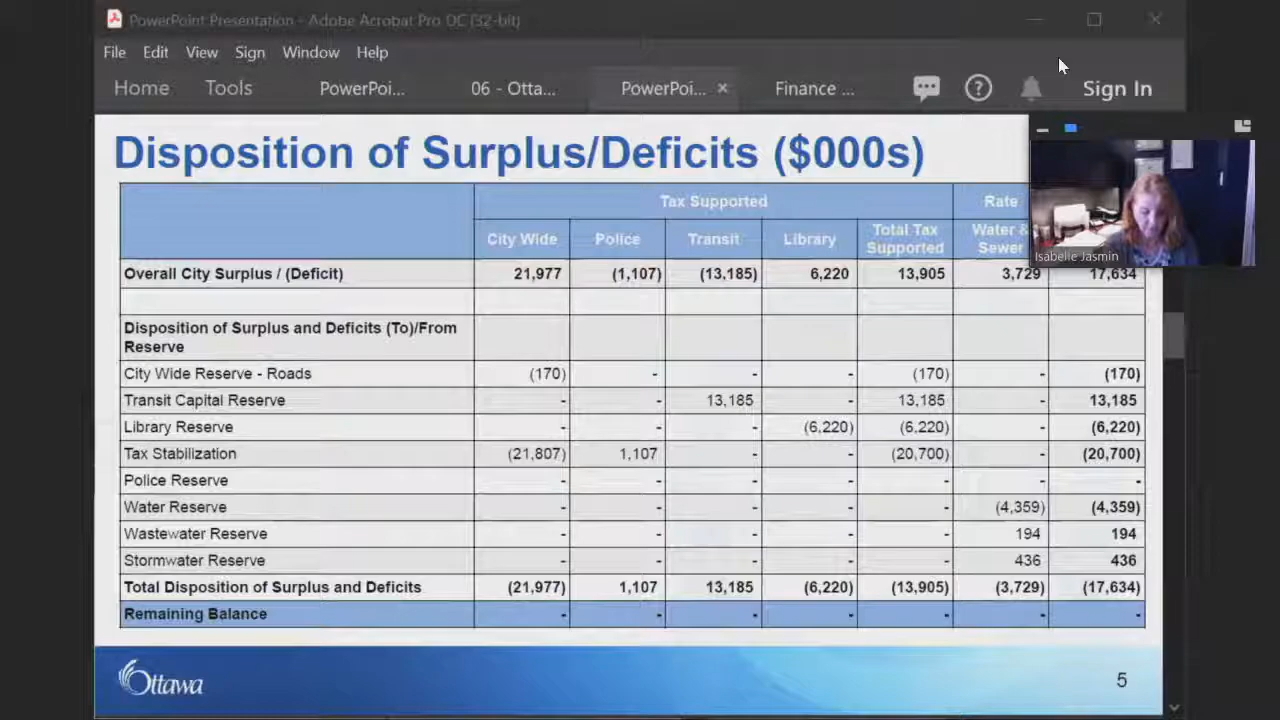 PowerPoint Presentation - Adobe Acrobat Pro DC (32-bit)
File Edit View Sign Window Help
Home Tools PowerPoi... 06 - Otta... PowerPoi... × Finance ... Sign In
Disposition of Surplus/Deficits ($000s)
Tax Supported Rate
City Wide Police Transit Library Total Tax Supported Water & Sewer
Isabelle Jasmin
Overall City Surplus / (Deficit) 21,977 (1,107) (13,185) 6,220 13,905 3,729 17,634
Disposition of Surplus and Deficits (To)/From
Reserve
City Wide Reserve - Roads (170) - - - (170) - (170)
Transit Capital Reserve - - 13,185 - 13,185 - 13,185
Library Reserve - - - (6,220) (6,220) - (6,220)
Tax Stabilization (21,807) 1,107 - - (20,700) - (20,700)
Police Reserve - - - - - - -
Water Reserve - - - - - (4,359) (4,359)
Wastewater Reserve - - - - - 194 194
Stormwater Reserve - - - - - 436 436
Total Disposition of Surplus and Deficits (21,977) 1,107 13,185 (6,220) (13,905) (3,729) (17,634)
Remaining Balance - - - - - - -
Ottawa
5